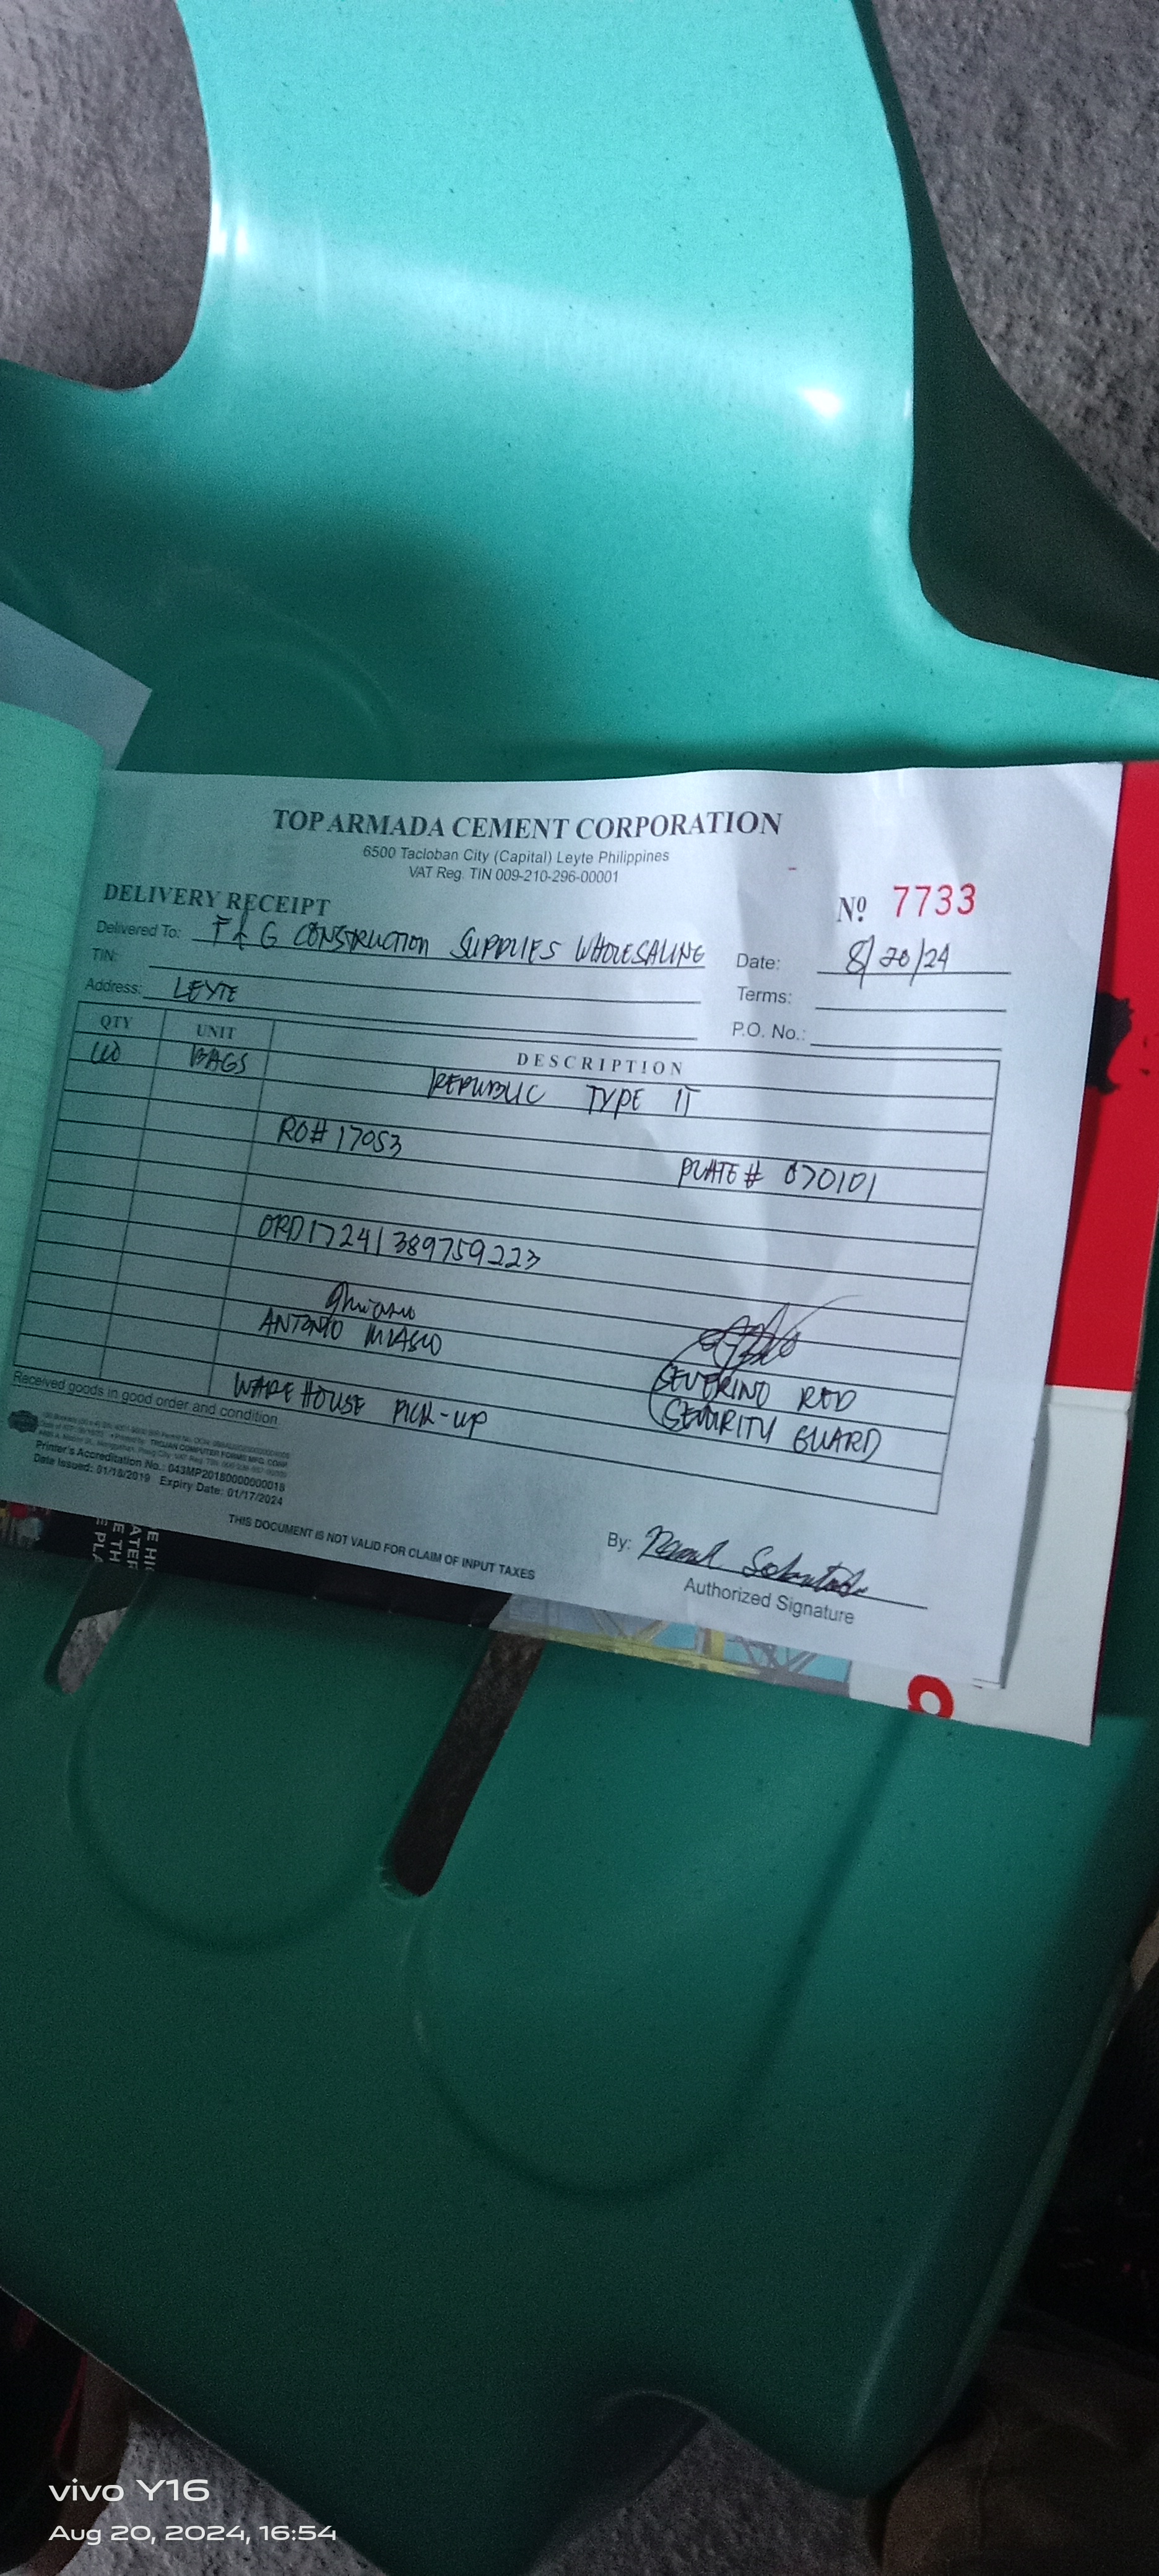 TOP ARMADA CEMENT CORPORATION
6500 Tacloban City (Capital) Leyte Philippines
VAT Reg. TIN 009-210-296-00001
DELIVERY RECEIPT
Nº 7733
Delivered To: F & G CONSTRUCTION SUPPLIES WHOLESALING
Date: 8/20/24
TIN:
Terms:
Address: LEYTE
P.O. No.:
QTY UNIT DESCRIPTION
BAGS REPUBLIC TYPE 1T
RO# 17053
PLATE# 070101
ORD17241389759223
ANTONIO
SEVERINO ROD
SECURITY GUARD
WAREHOUSE PICK-UP
Received goods in good order and condition.
Printer's Accreditation No.: 043MP20180000000018
Date Issued: 01/18/2019 Expiry Date: 01/17/2024
THIS DOCUMENT IS NOT VALID FOR CLAIM OF INPUT TAXES
By:
Authorized Signature
vivo Y16
Aug 20, 2024, 16:54